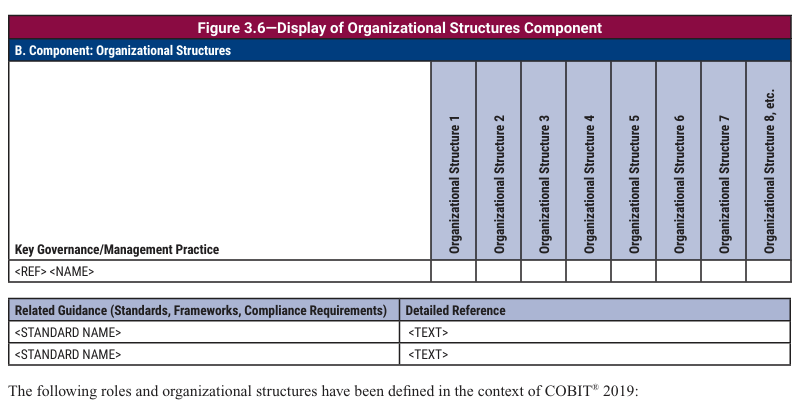 Figure 3.6—Display of Organizational Structures Component
B. Component: Organizational Structures
Key Governance/Management Practice
Organizational Structure 1
Organizational Structure 2
Organizational Structure 3
Organizational Structure 4
Organizational Structure 5
Organizational Structure 6
Organizational Structure 7
Organizational Structure 8, etc.
<REF> <NAME>
Related Guidance (Standards, Frameworks, Compliance Requirements) Detailed Reference
<STANDARD NAME> <TEXT>
<STANDARD NAME> <TEXT>
The following roles and organizational structures have been defined in the context of COBIT® 2019: